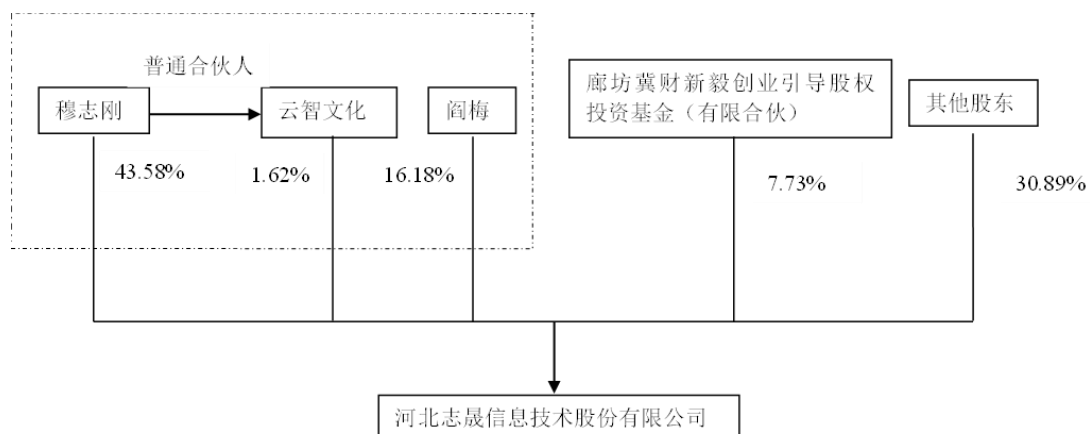 普通合伙人
穆志刚
云智文化
阎梅
廊坊冀财新毅创业引导股权
投资基金（有限合伙）
其他股东
43.58%
1.62%
16.18%
7.73%
30.89%
河北志晟信息技术股份有限公司